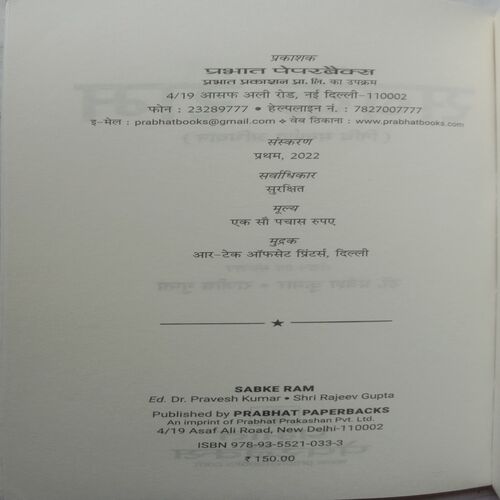 प्रकाशक
प्रभात पेपरबैक्स
प्रभात प्रकाशन प्रा. लि. का उपक्रम
4/19 आसफ अली रोड, नई दिल्ली-110002
फोन : 23289777 • हेल्पलाइन नं. : 7827007777
इ-मेल : prabhatbooks@gmail.com ❖ वेब ठिकाना : www.prabhatbooks.com
संस्करण
प्रथम, 2022
सर्वाधिकार
सुरक्षित
मूल्य
एक सौ पचास रुपए
मुद्रक
आर-टेक ऑफसेट प्रिंटर्स, दिल्ली
SABKE RAM
Ed. Dr. Pravesh Kumar • Shri Rajeev Gupta
Published by PRABHAT PAPERBACKS
An imprint of Prabhat Prakashan Pvt. Ltd.
4/19 Asaf Ali Road, New Delhi-110002
ISBN 978-93-5521-033-3
₹ 150.00